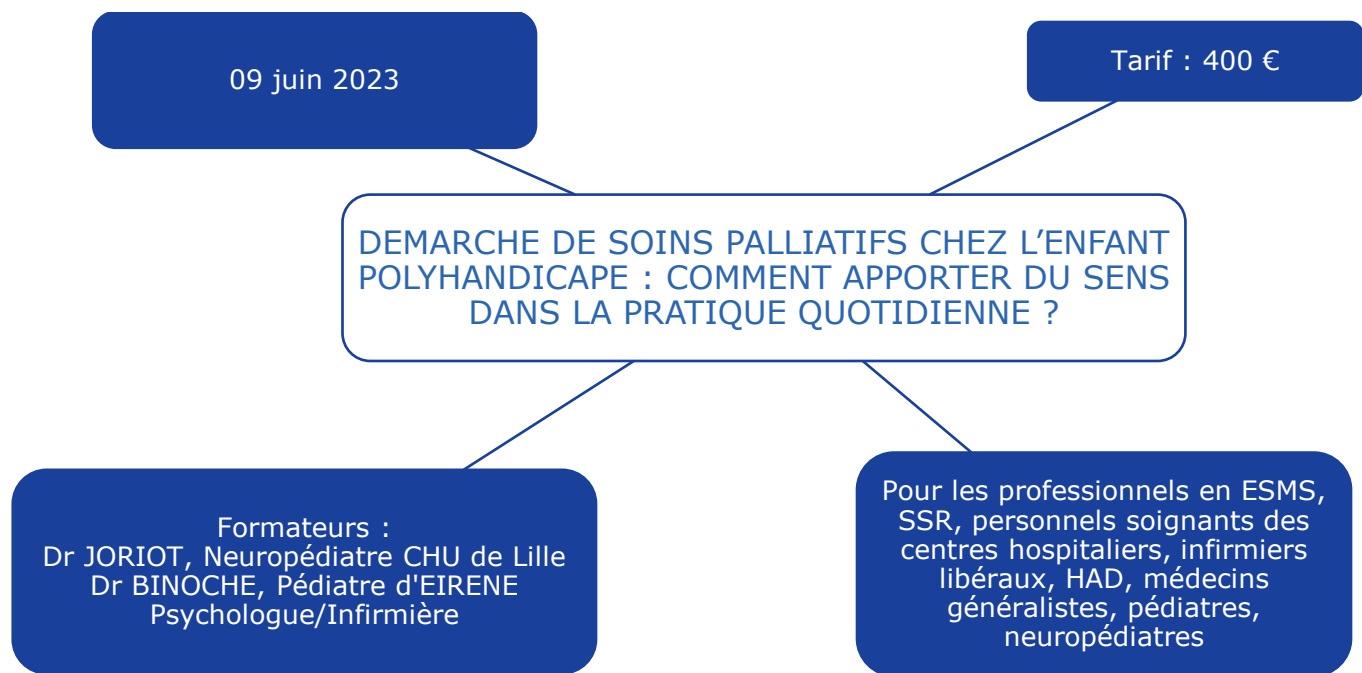 09 juin 2023
Tarif : 400 €
DEMARCHE DE SOINS PALLIATIFS CHEZ L’ENFANT
POLYHANDICAPE : COMMENT APPORTER DU SENS
DANS LA PRATIQUE QUOTIDIENNE ?
Formateurs :
Dr JORIOT, Neuropédiatre CHU de Lille
Dr BINOCHE, Pédiatre d'EIRENE
Psychologue/Infirmière
Pour les professionnels en ESMS,
SSR, personnels soignants des
centres hospitaliers, infirmiers
libéraux, HAD, médecins
généralistes, pédiatres,
neuropédiatres